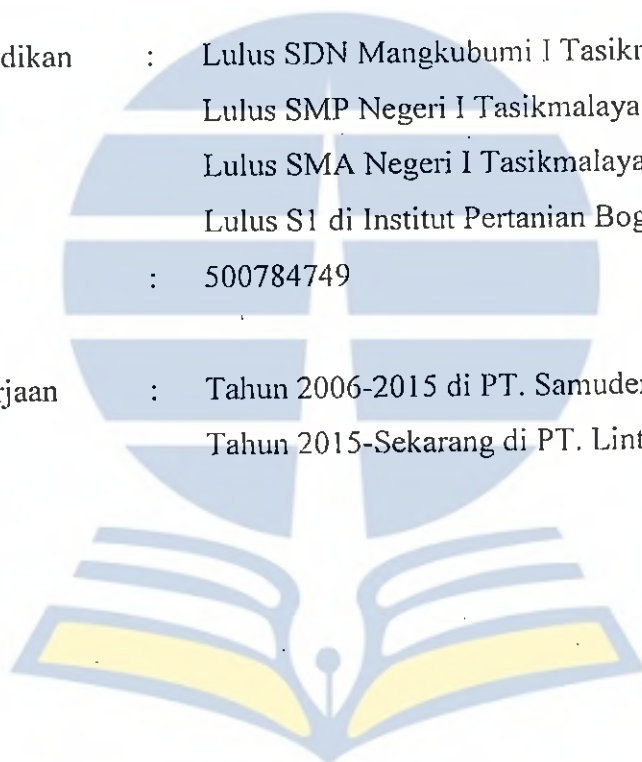 dikan : Lulus SDN Mangkubumi I Tasikm
Lulus SMP Negeri I Tasikmalaya
Lulus SMA Negeri I Tasikmalaya
Lulus S1 di Institut Pertanian Bog
: 500784749
rjaan : Tahun 2006-2015 di PT. Samuder
Tahun 2015-Sekarang di PT. Lint